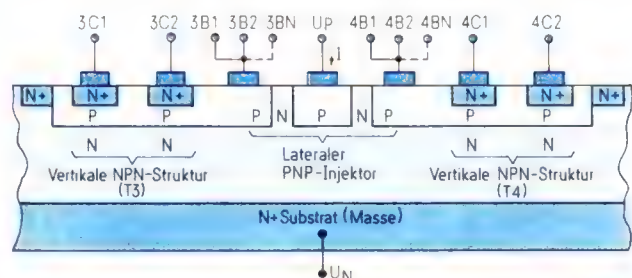 3C1 3C2 3B1 3B2 3BN UP 4B1 4B2 4BN 4C1 4C2
I
N+ N+ N+ N+ N+ N+
P P P N P N P P P
N N Lateraler PNP-Injektor N N
Vertikale NPN-Struktur (T3) Vertikale NPN-Struktur (T4)
N+Substrat (Masse)
UN